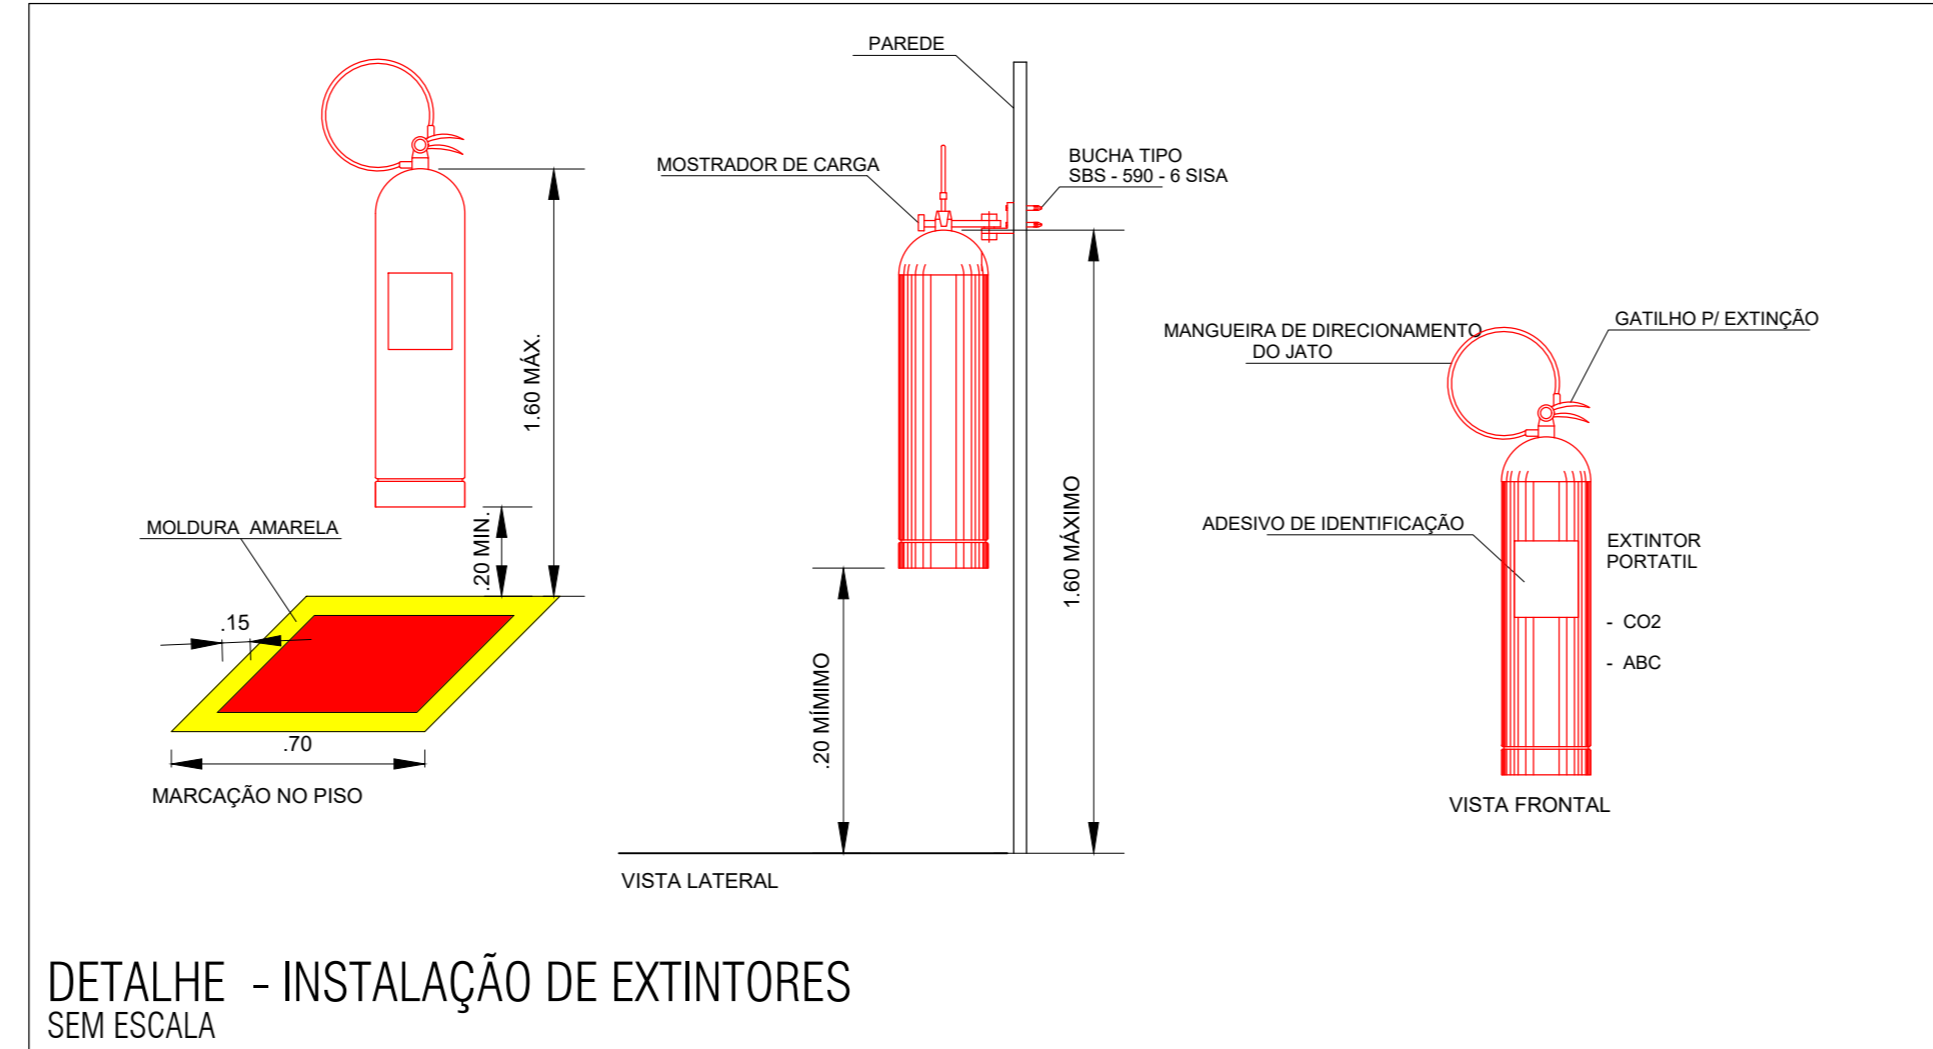 PAREDE
MOSTRADOR DE CARGA
BUCHA TIPO
SBS - 590 - 6 SISA
1.60 MÁX.
.20 MIN.
MOLDURA  AMARELA
.15
.70
MARCAÇÃO NO PISO
1.60 MÁXIMO
.20 MÍMIMO
VISTA LATERAL
MANGUEIRA DE DIRECIONAMENTO
DO JATO
GATILHO P/ EXTINÇÃO
ADESIVO DE IDENTIFICAÇÃO
EXTINTOR
PORTATIL
- CO2
- ABC
VISTA FRONTAL
DETALHE - INSTALAÇÃO DE EXTINTORES
SEM ESCALA